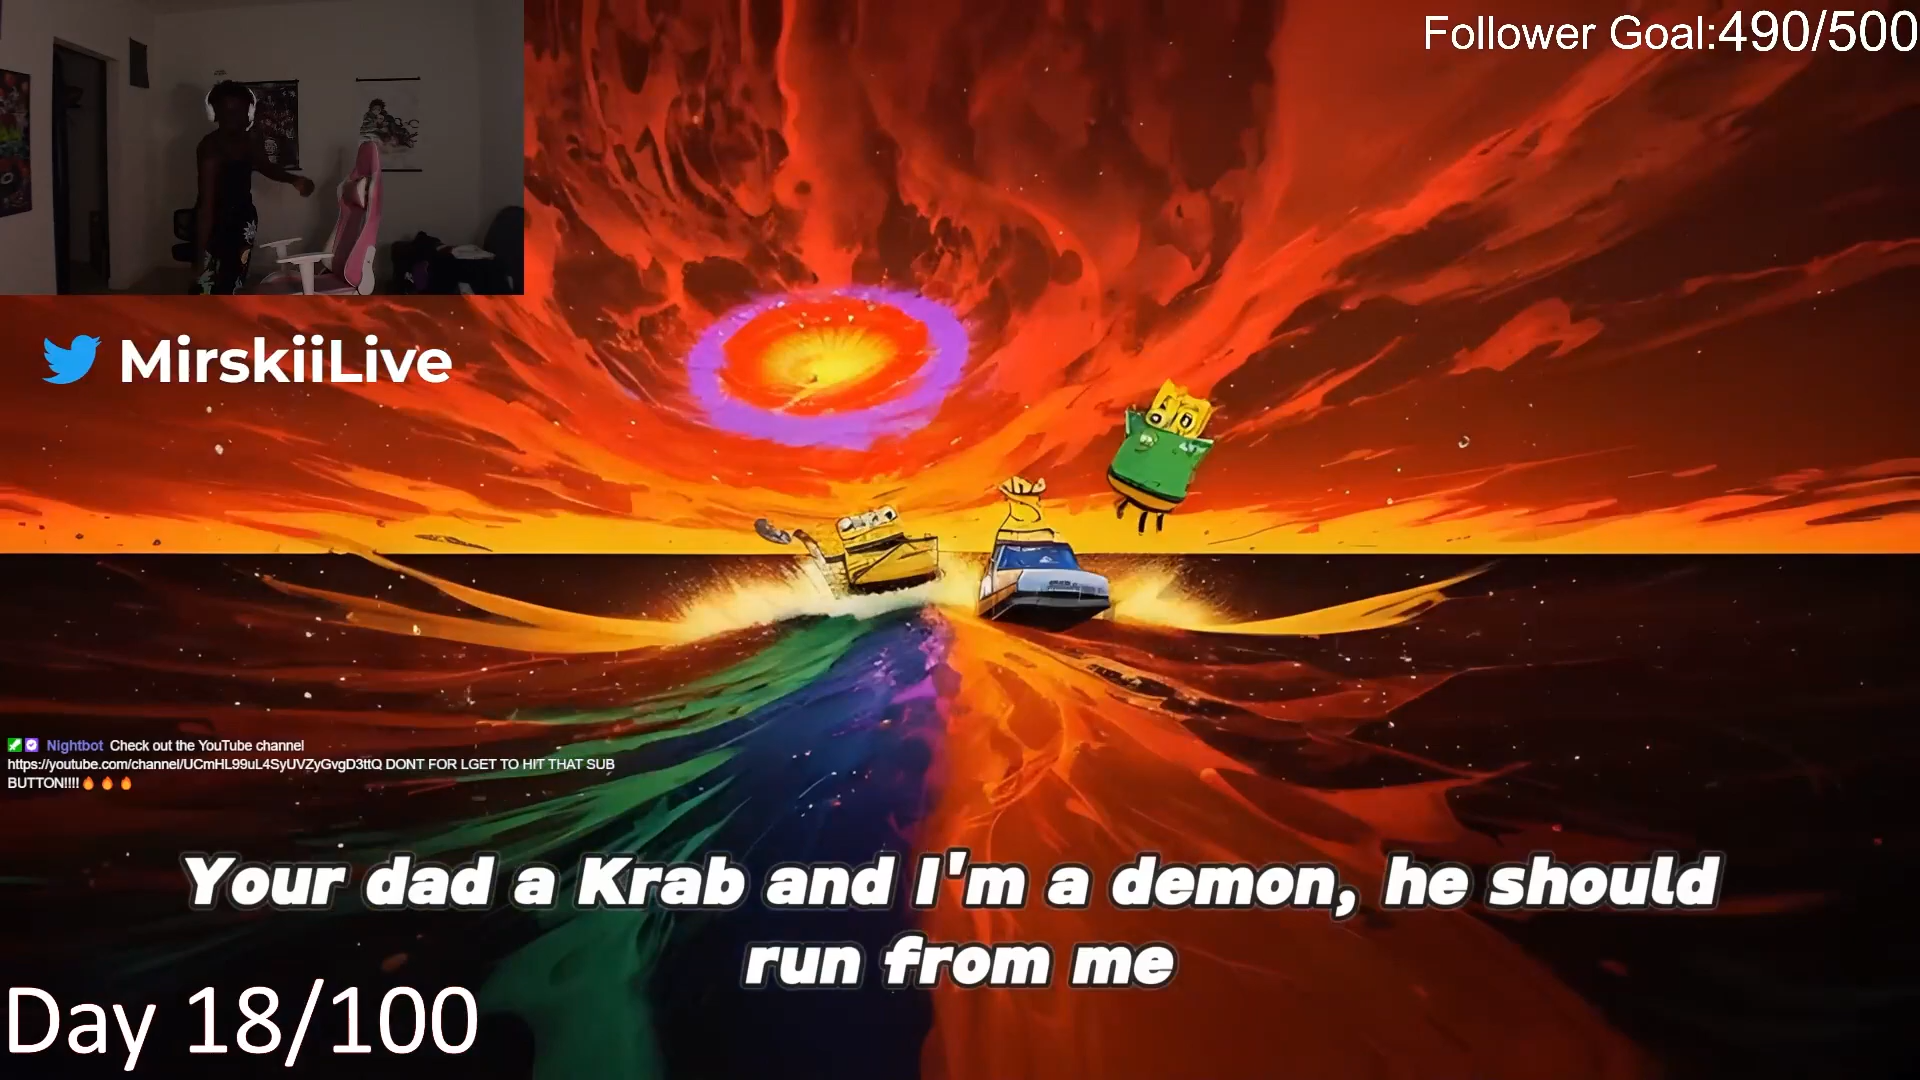 Follower Goal:490/500
MirskiiLive
Nightbot Check out the YouTube channel
https://youtube.com/channel/UCmHL99uL4SyUVZyGvgD3ttQ DONT FOR LGET TO HIT THAT SUB
BUTTON!!!!🔥🔥🔥
Your dad a Krab and I'm a demon, he should
run from me
Day 18/100